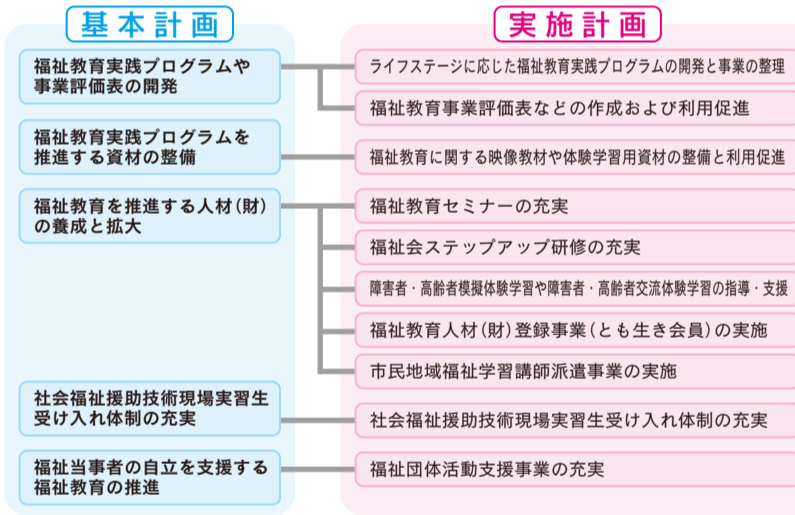 基本計画
実施計画
福祉教育実践プログラムや
事業評価表の開発
ライフステージに応じた福祉教育実践プログラムの開発と事業の整理
福祉教育事業評価表などの作成および利用促進
福祉教育実践プログラムを
推進する資材の整備
福祉教育に関する映像教材や体験学習用資材の整備と利用促進
福祉教育を推進する人材(財)
の養成と拡大
福祉教育セミナーの充実
福祉会ステップアップ研修の充実
障害者・高齢者模擬体験学習や障害者・高齢者交流体験学習の指導・支援
福祉教育人材(財)登録事業(とも生き会員)の実施
市民地域福祉学習講師派遣事業の実施
社会福祉援助技術現場実習生
受け入れ体制の充実
社会福祉援助技術現場実習生受け入れ体制の充実
福祉当事者の自立を支援する
福祉教育の推進
福祉団体活動支援事業の充実